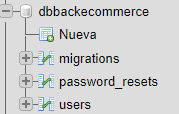 dbbackecommerce
Nueva
migrations
password_resets
users